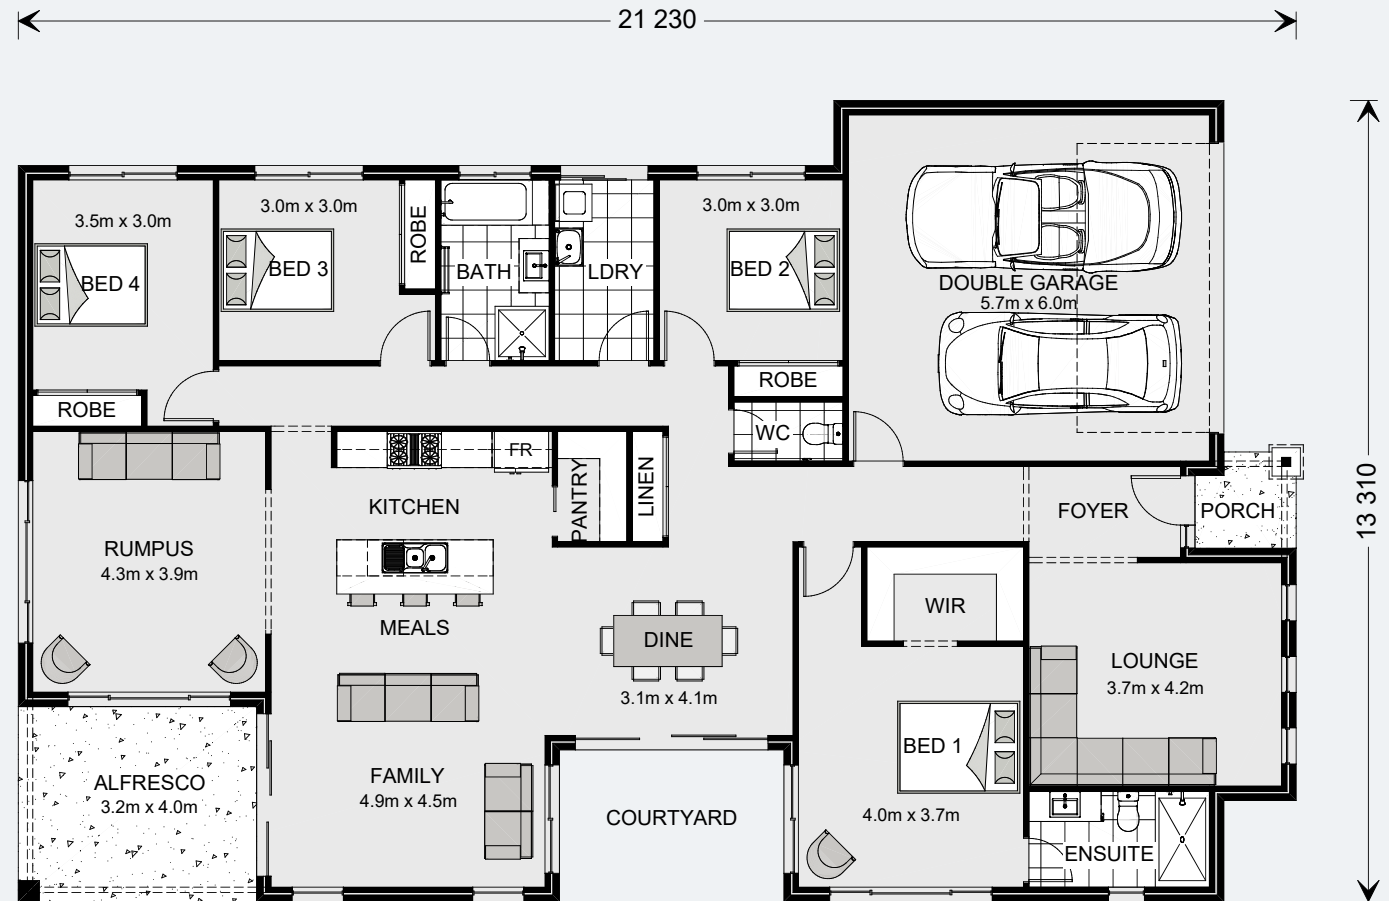 21 230
3.5m x 3.0m
BED 4
ROBE
3.0m x 3.0m
BED 3
ROBE
BATH
LDRY
3.0m x 3.0m
BED 2
ROBE
WC
DOUBLE GARAGE
5.7m x 6.0m
13 310
RUMPUS
4.3m x 3.9m
KITCHEN
FR
PANTRY
LINEN
FOYER
PORCH
MEALS
DINE
3.1m x 4.1m
WIR
LOUNGE
3.7m x 4.2m
ALFRESCO
3.2m x 4.0m
FAMILY
4.9m x 4.5m
COURTYARD
BED 1
4.0m x 3.7m
ENSUITE